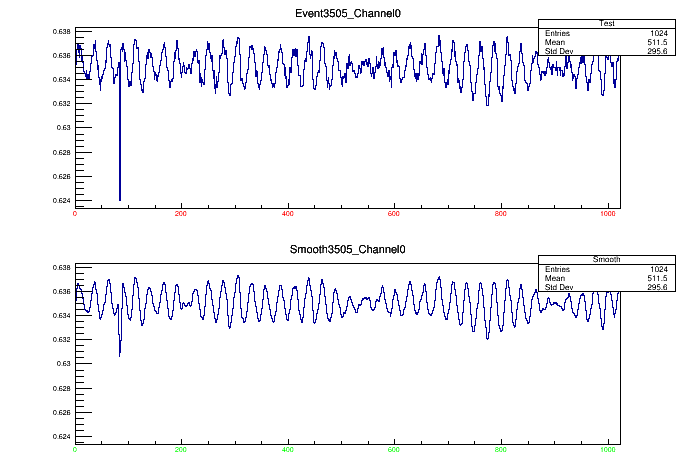 Event3505_Channel0
Test
Entries 1024
Mean 511.5
Std Dev 295.6
0.638
0.636
0.634
0.632
0.63
0.628
0.626
0.624
0 200 400 600 800 1000
Smooth3505_Channel0
Smooth
Entries 1024
Mean 511.5
Std Dev 295.6
0.638
0.636
0.634
0.632
0.63
0.628
0.626
0.624
0 200 400 600 800 1000